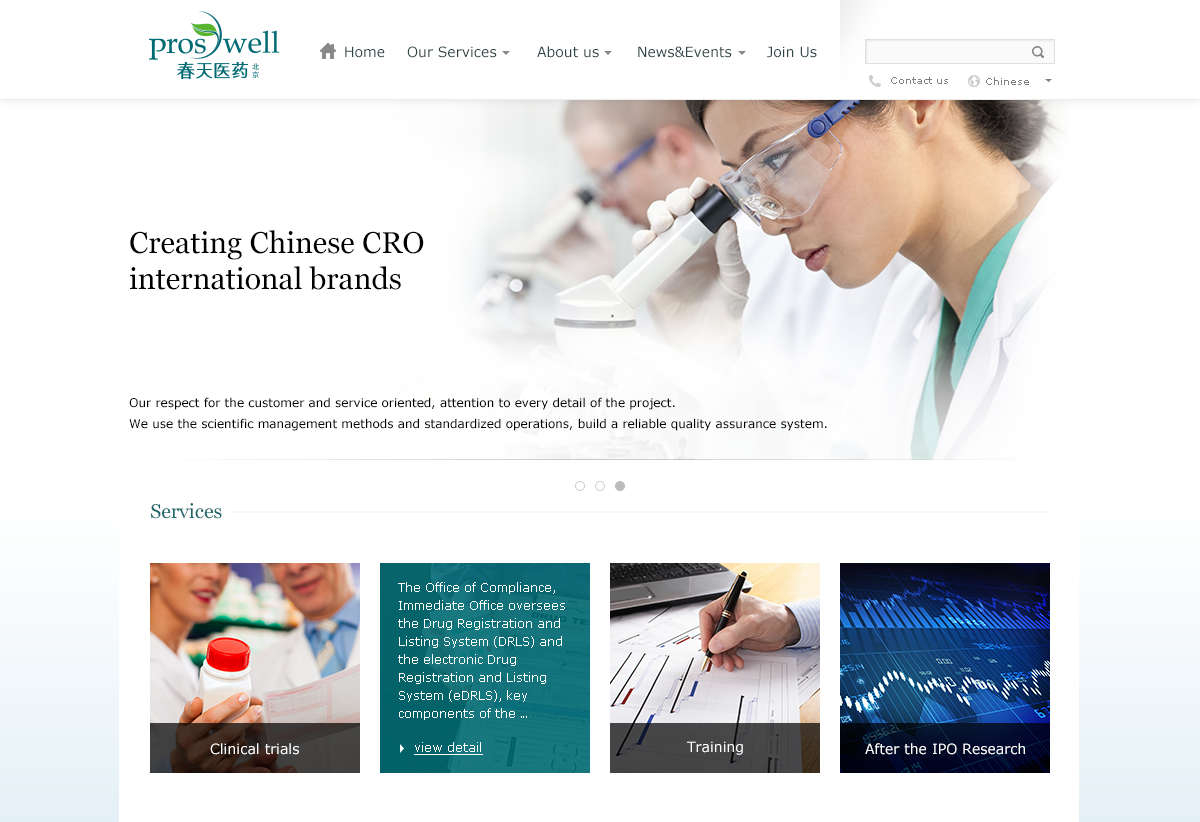 proswell
春天医药 北京
Home Our Services About us News&Events Join Us
Contact us Chinese
Creating Chinese CRO
international brands
Our respect for the customer and service oriented, attention to every detail of the project.
We use the scientific management methods and standardized operations, build a reliable quality assurance system.
Services
Clinical trials
The Office of Compliance,
Immediate Office oversees
the Drug Registration and
Listing System (DRLS) and
the electronic Drug
Registration and Listing
System (eDRLS), key
components of the ...
view detail
Training
After the IPO Research